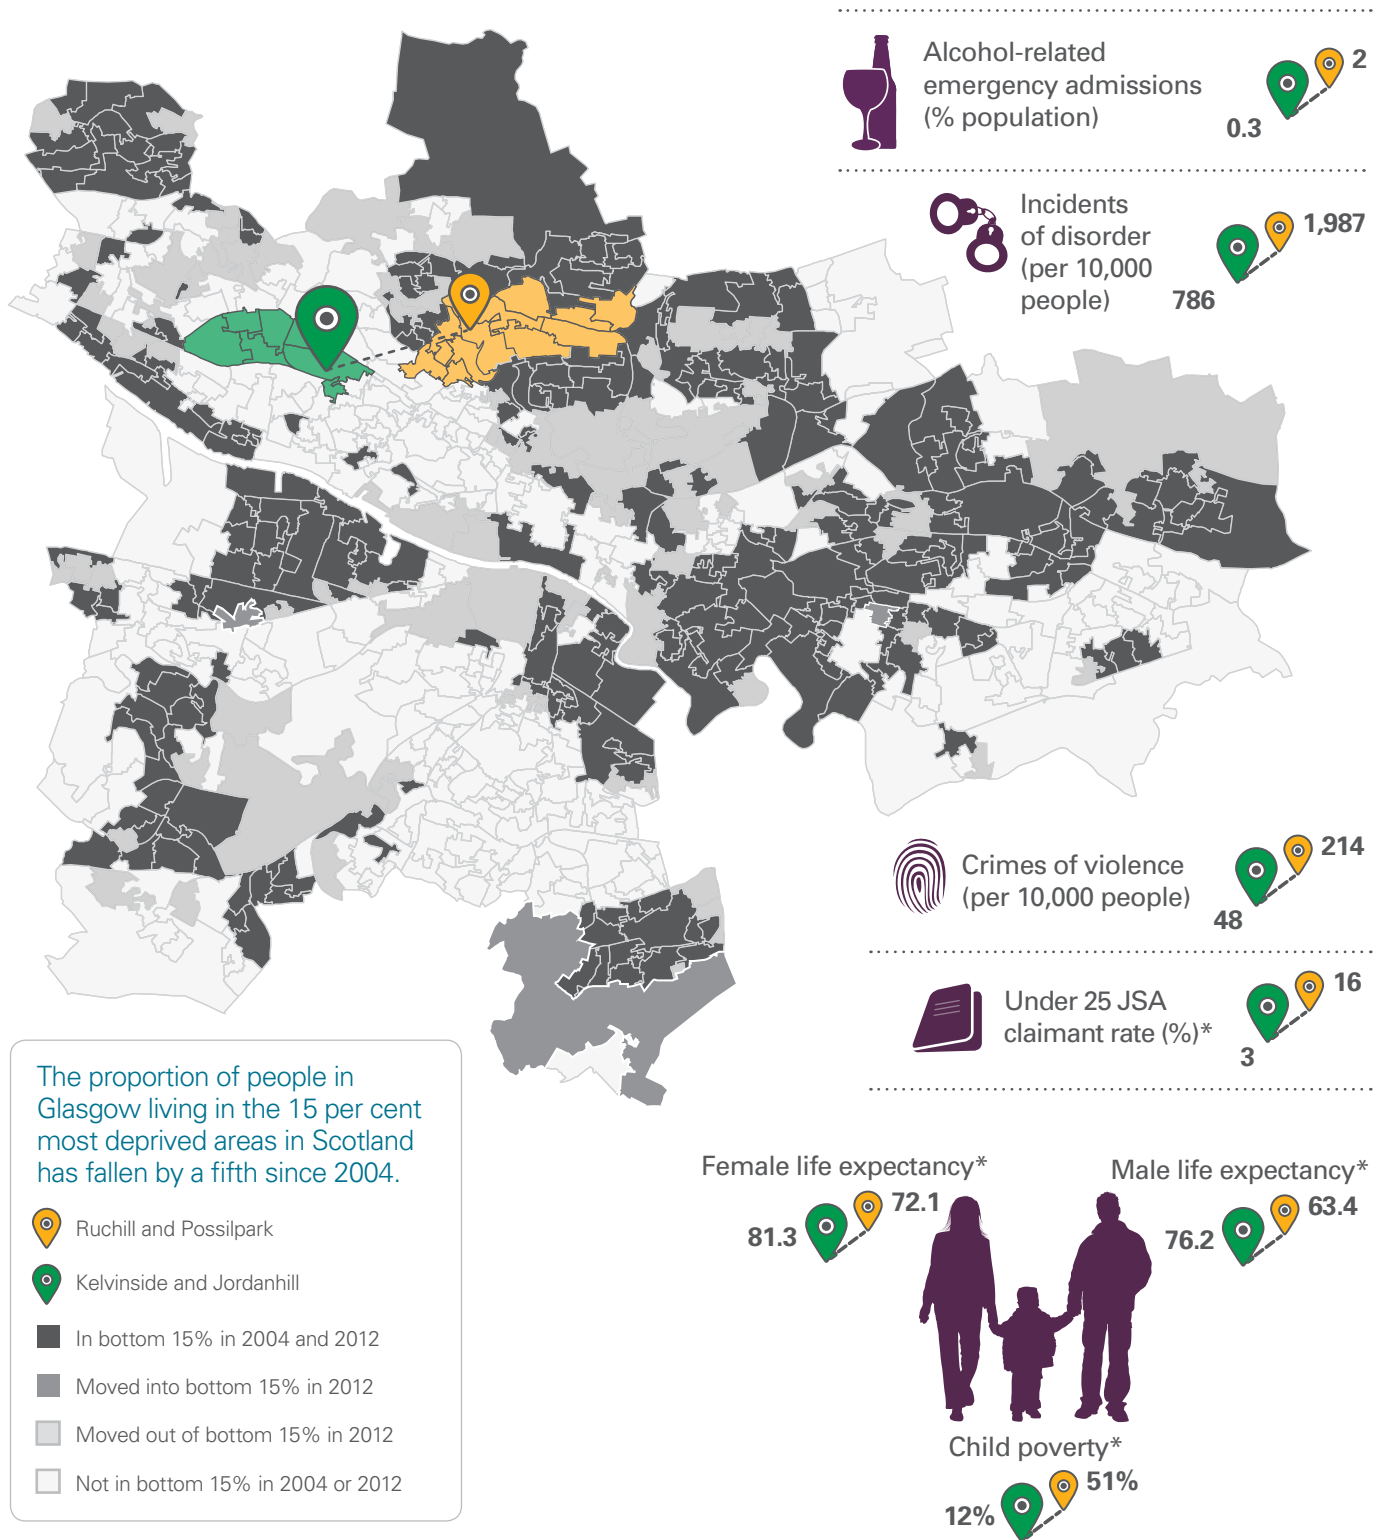 Alcohol-related
emergency admissions
(% population)
2
0.3
Incidents
of disorder
(per 10,000
people)
1,987
786
Crimes of violence
(per 10,000 people)
214
48
Under 25 JSA
claimant rate (%)*
16
3
The proportion of people in
Glasgow living in the 15 per cent
most deprived areas in Scotland
has fallen by a fifth since 2004.
Ruchill and Possilpark
Kelvinside and Jordanhill
In bottom 15% in 2004 and 2012
Moved into bottom 15% in 2012
Moved out of bottom 15% in 2012
Not in bottom 15% in 2004 or 2012
Female life expectancy*
72.1
81.3
Male life expectancy*
63.4
76.2
Child poverty*
51%
12%